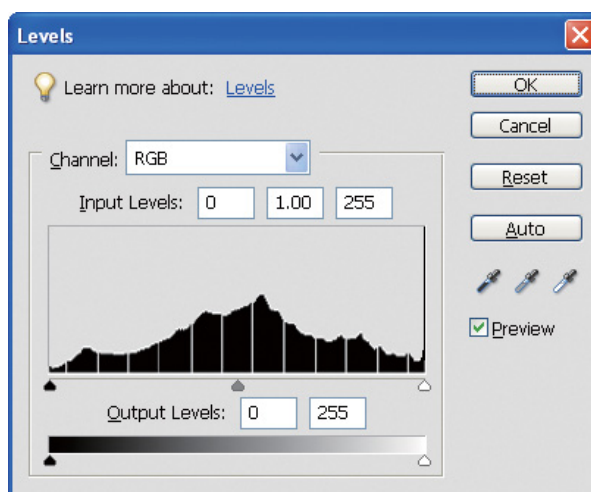 Levels
Learn more about: Levels
OK
Cancel
Channel: RGB
Reset
Input Levels: 0 1.00 255
Auto
Preview
Output Levels: 0 255